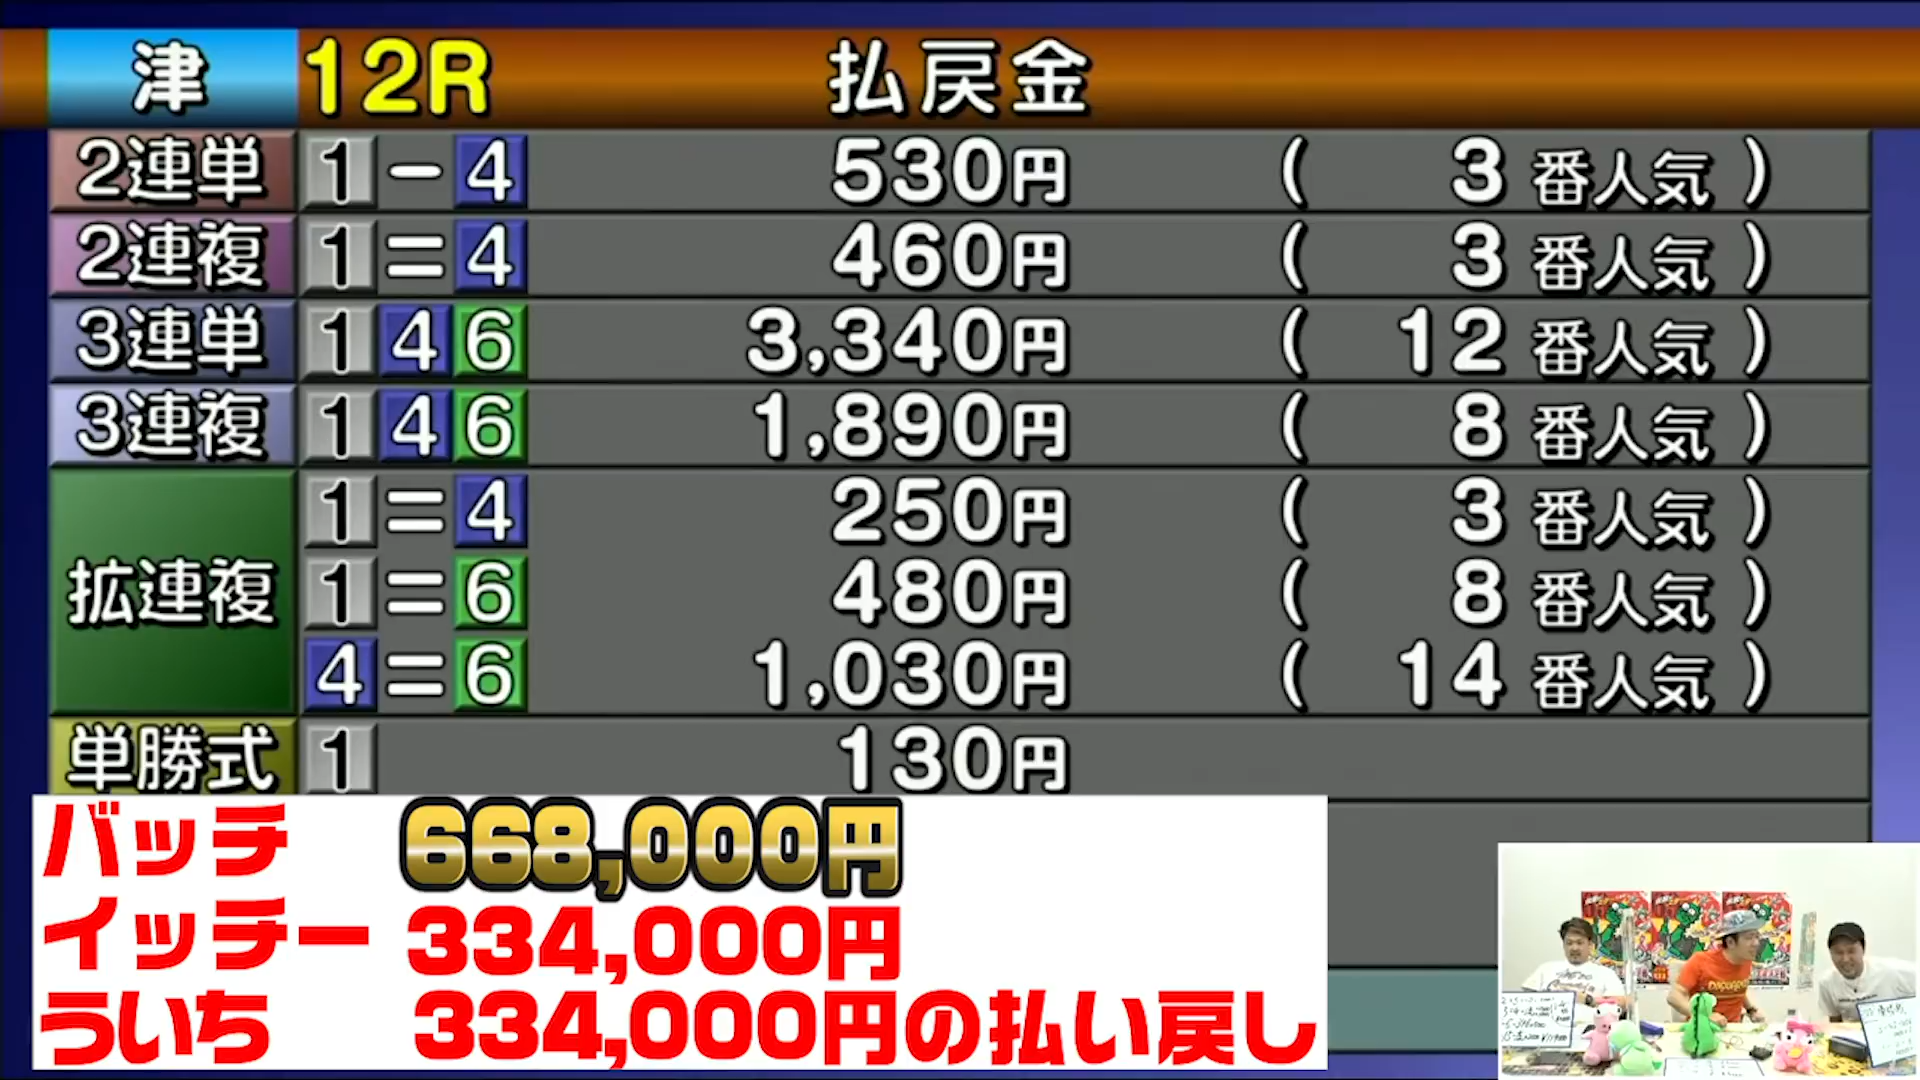 津 12R 払戻金
2連単 1-4 530円 ( 3 番人気 )
2連複 1=4 460円 ( 3 番人気 )
3連単 1 4 6 3,340円 ( 12 番人気 )
3連複 1 4 6 1,890円 ( 8 番人気 )
拡連複 1=4 250円 ( 3 番人気 )
1=6 480円 ( 8 番人気 )
4=6 1,030円 ( 14 番人気 )
単勝式 1 130円
バッチ 668,000円
イッチー 334,000円
ういち 334,000円の払い戻し